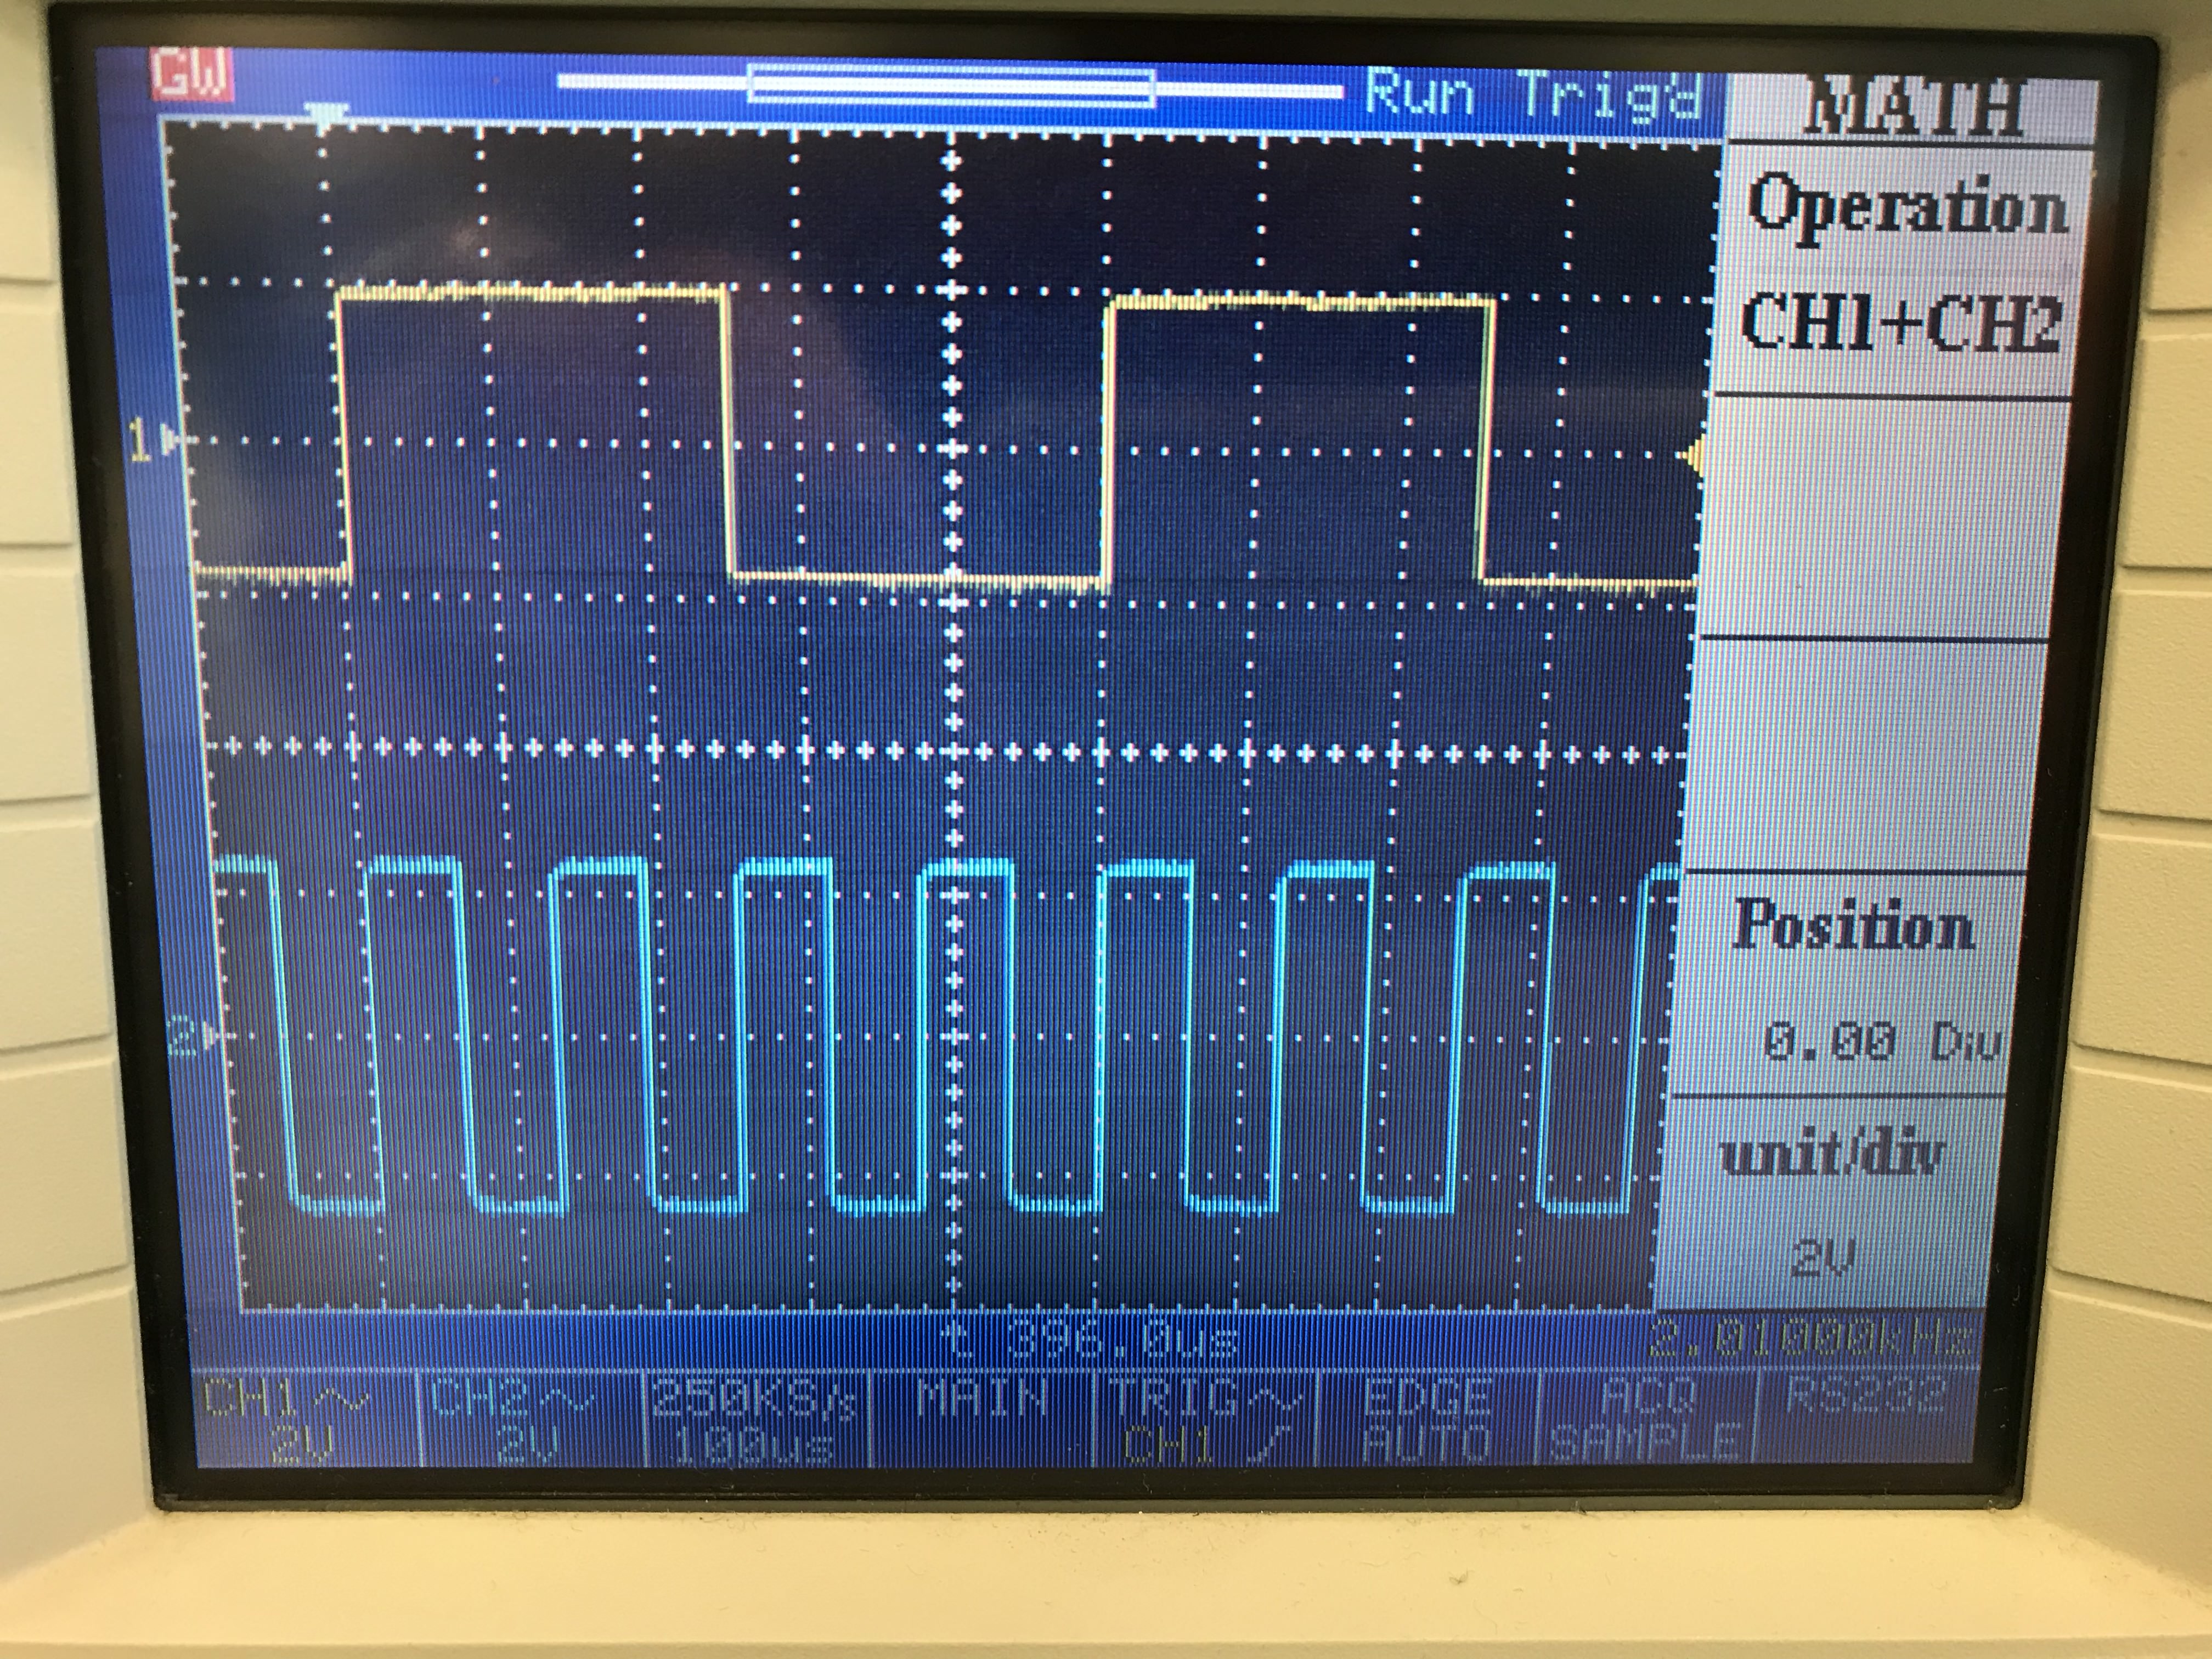 GW Run Trig'd
MATH
Operation
CH1+CH2
1
Position
2
0.00 Div
unit/div
2V
396.0us
2.01000kHz
CH1 CH2 250KS/s MAIN TRIG EDGE ACQ RS232
2V 2V 100us CH1 AUTO SAMPLE